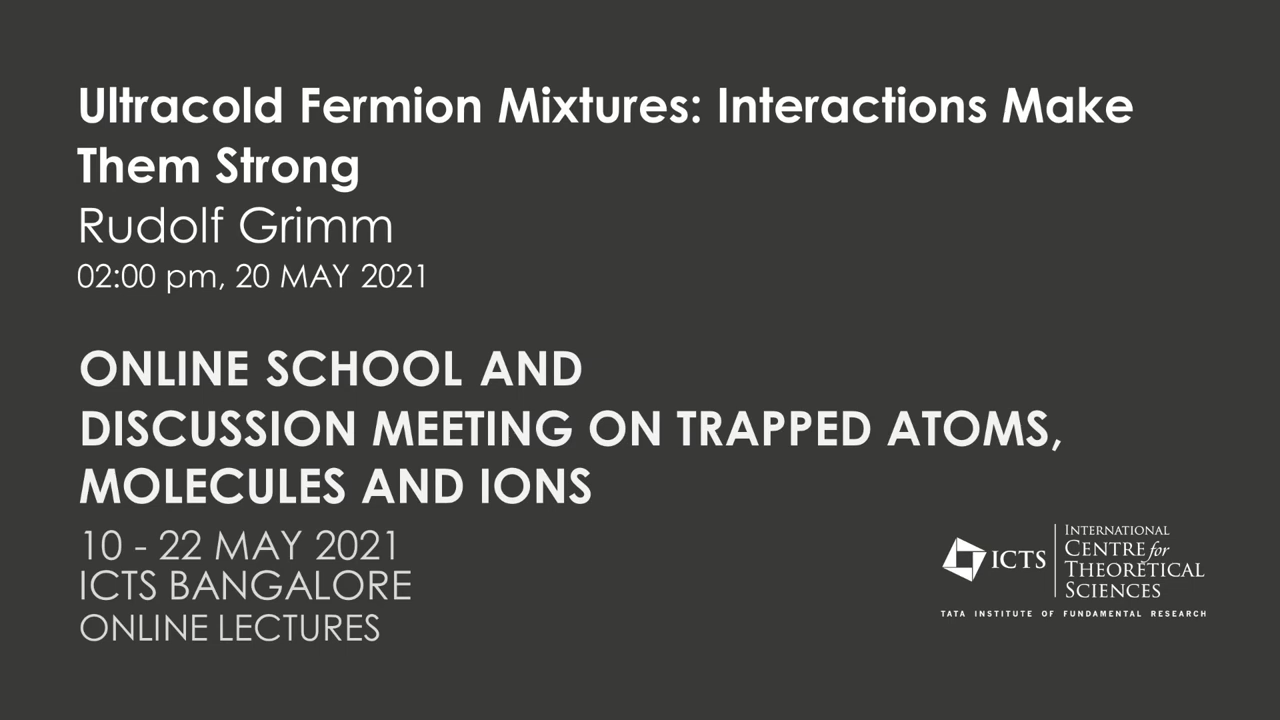 Ultracold Fermion Mixtures: Interactions Make
Them Strong
Rudolf Grimm
02:00 pm, 20 MAY 2021
ONLINE SCHOOL AND
DISCUSSION MEETING ON TRAPPED ATOMS,
MOLECULES AND IONS
10 - 22 MAY 2021
ICTS BANGALORE
ONLINE LECTURES
ICTS
INTERNATIONAL
CENTRE for
THEORETICAL
SCIENCES
TATA INSTITUTE OF FUNDAMENTAL RESEARCH